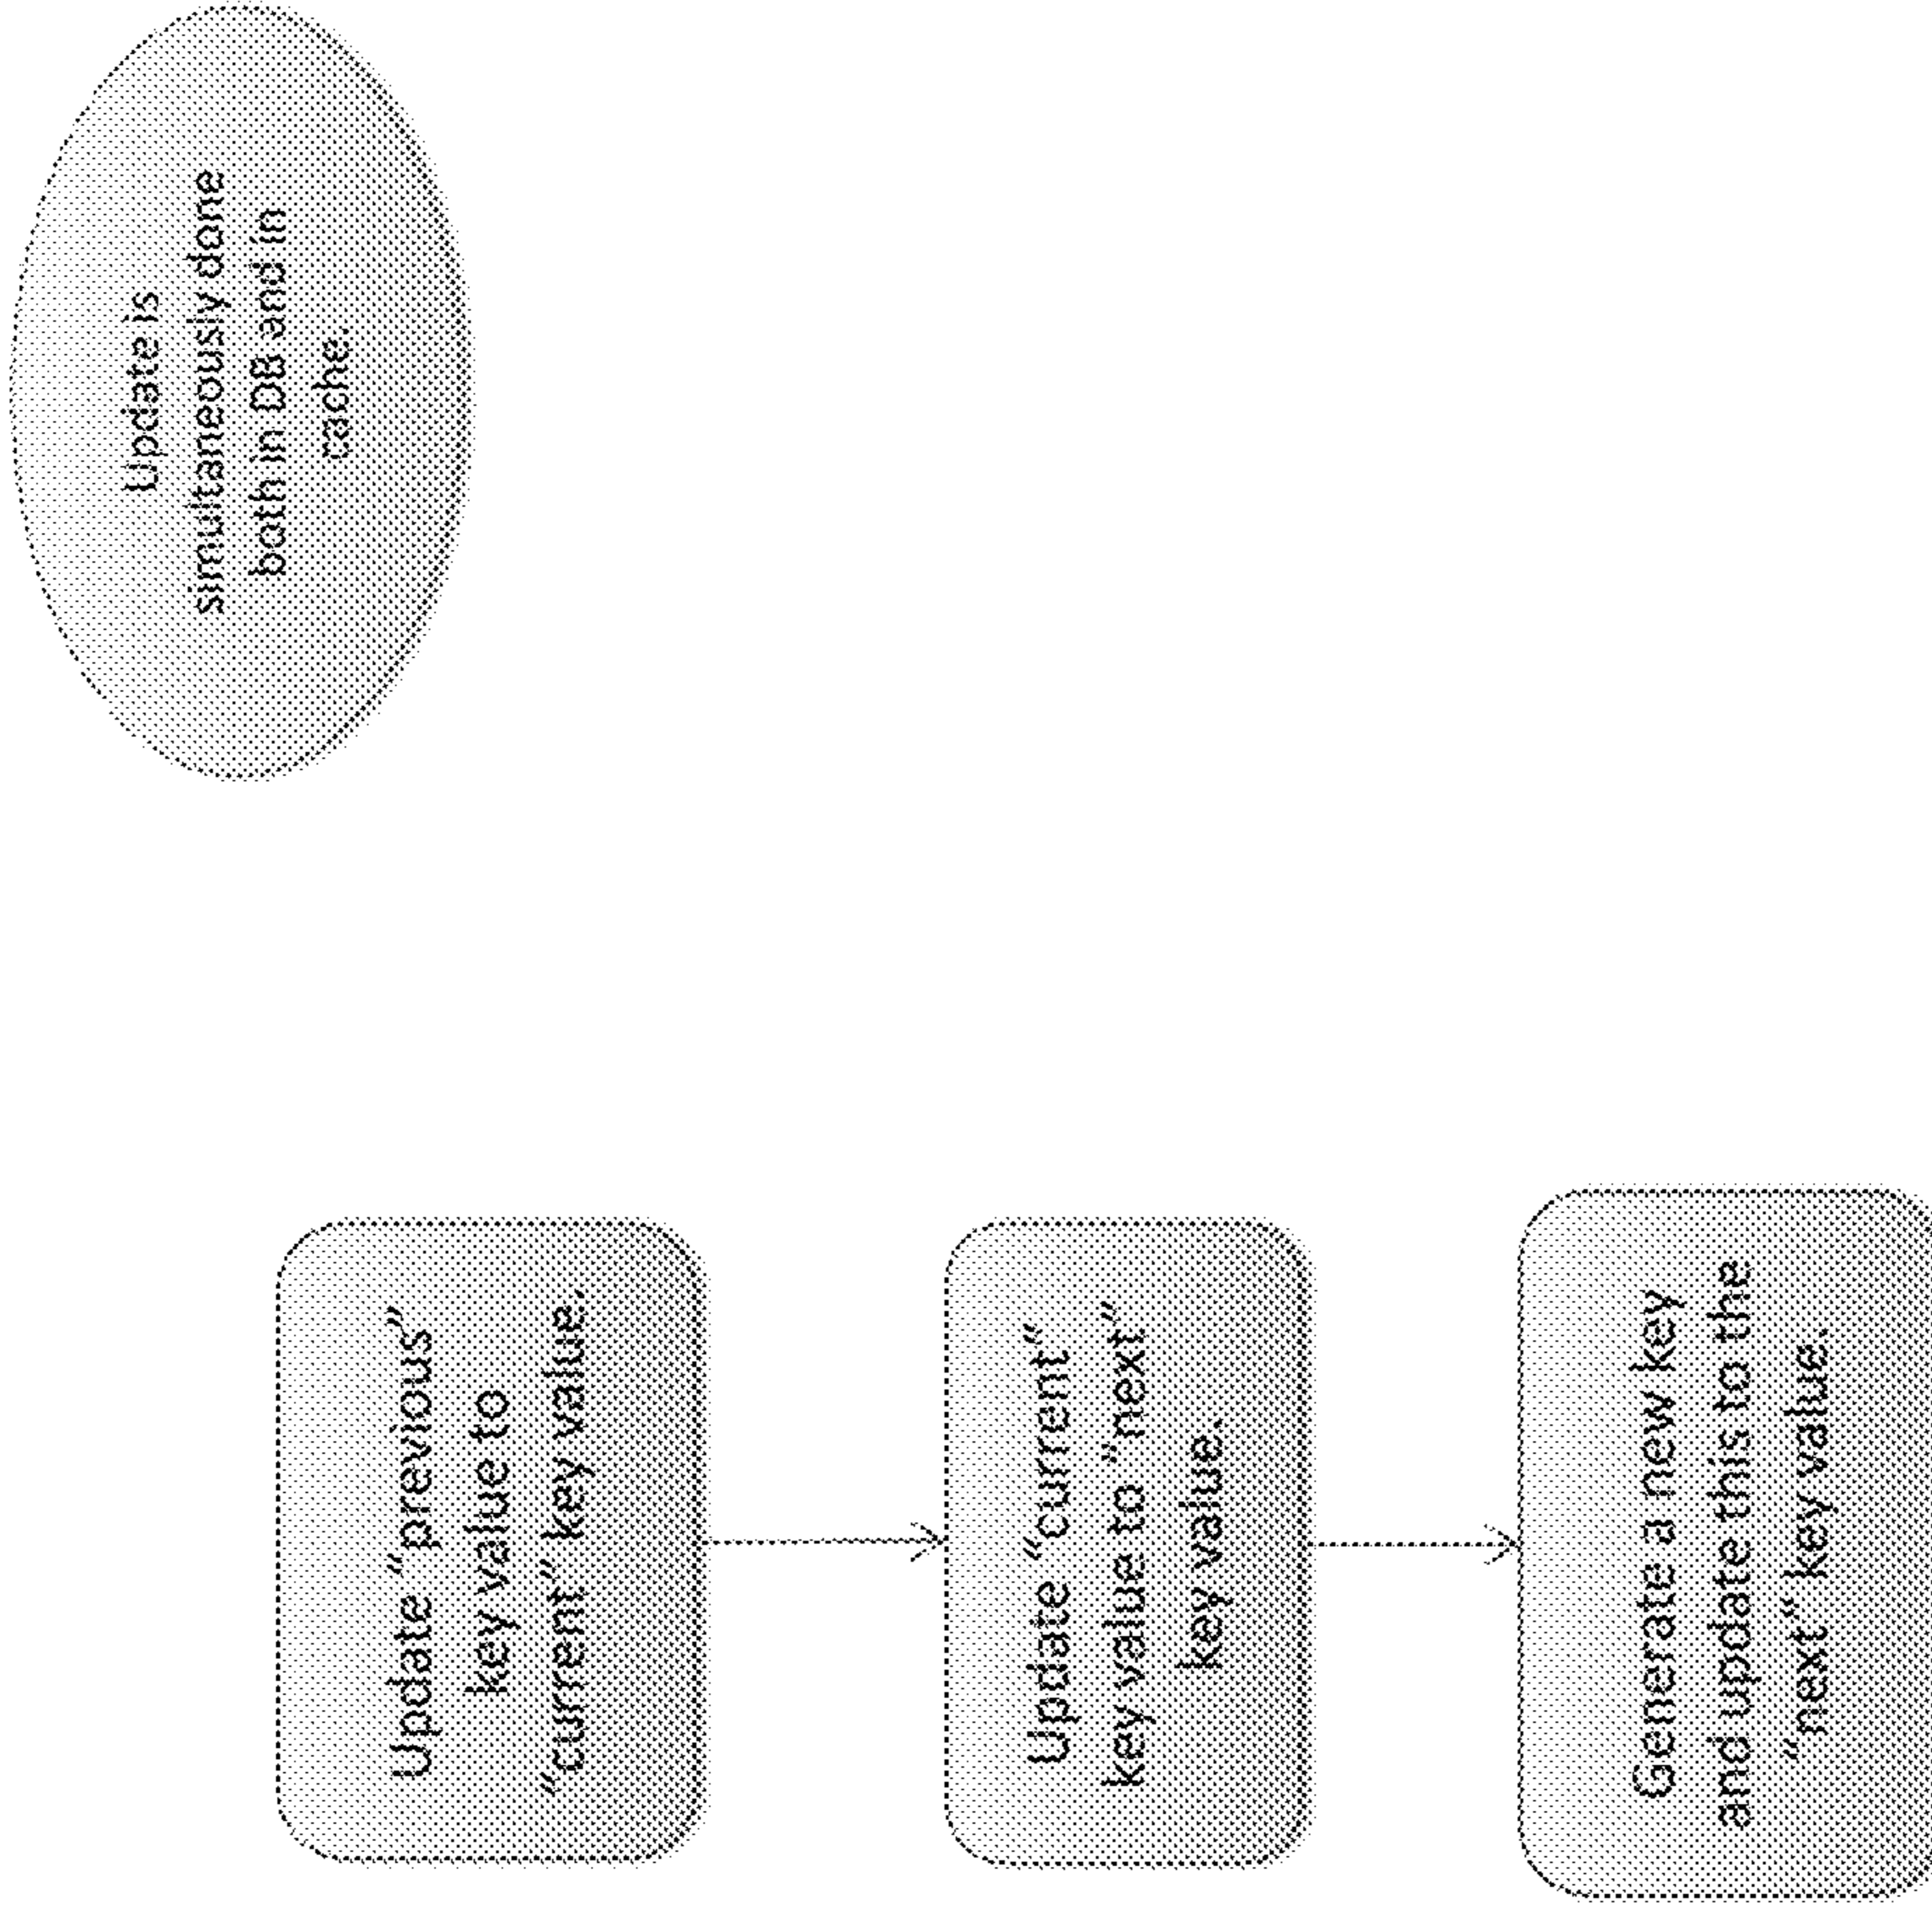 Update is
simultaneously done
both in DB and in
cache.
Update “previous”
key value to
“current” key value.
Update “current”
key value to ”next”
key value.
Generate a new key
and update this to the
“next“ key value.